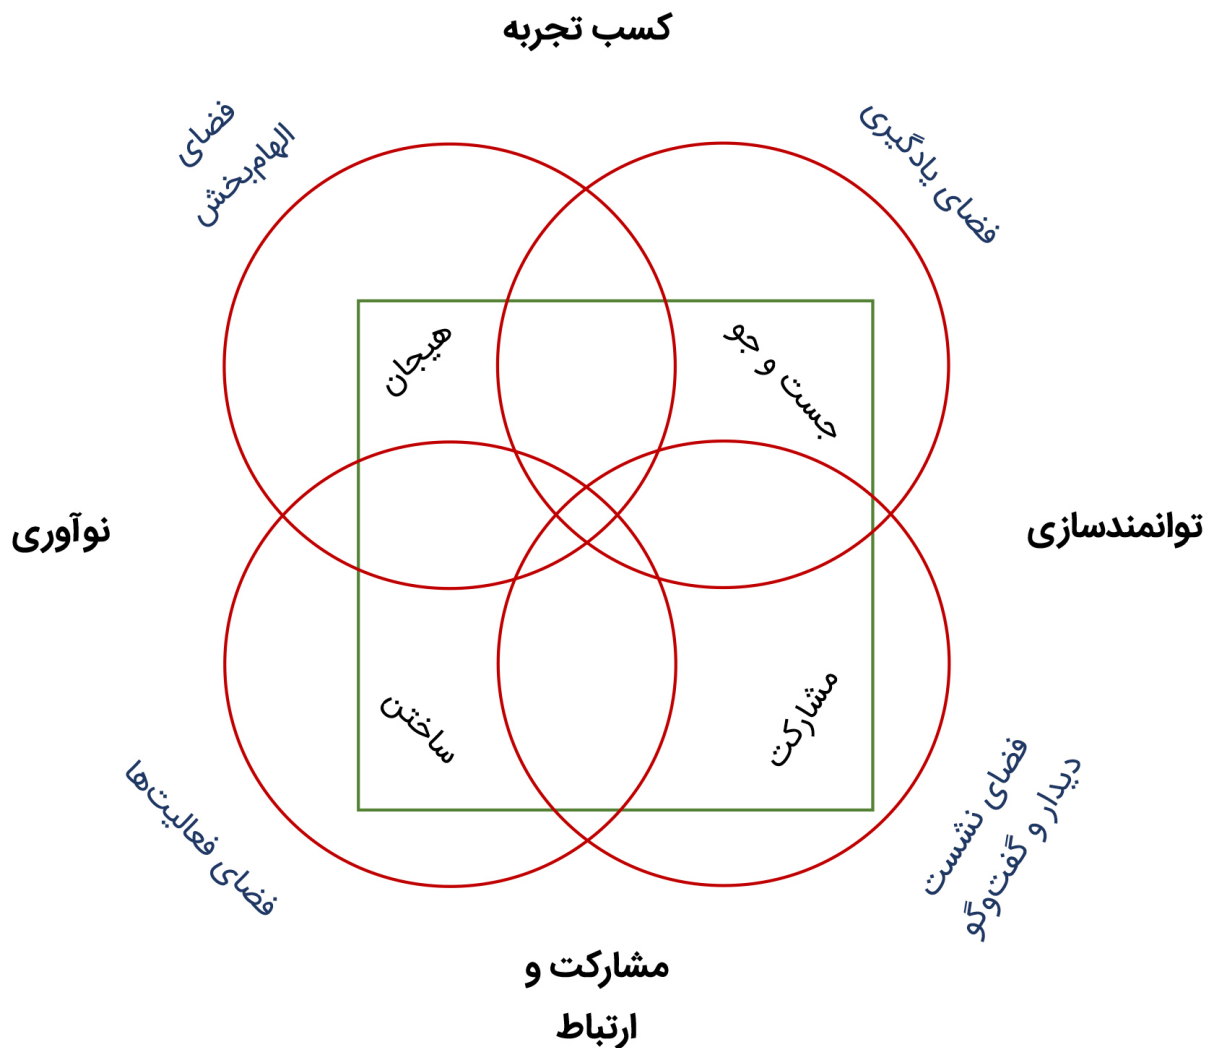 کسب تجربه
فضای
الهام‌بخش
فضای یادگیری
هیجان
جست و جو
نوآوری
توانمندسازی
ساختن
مشارکت
فضای فعالیت‌ها
فضای نشست
دیدار و گفت‌وگو
مشارکت و
ارتباط